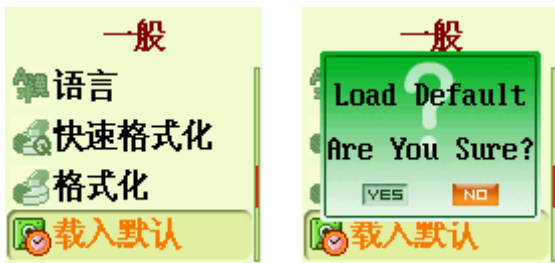 一般
语言
快速格式化
格式化
载入默认
一般
Load Default
Are You Sure?
YES NO
载入默认